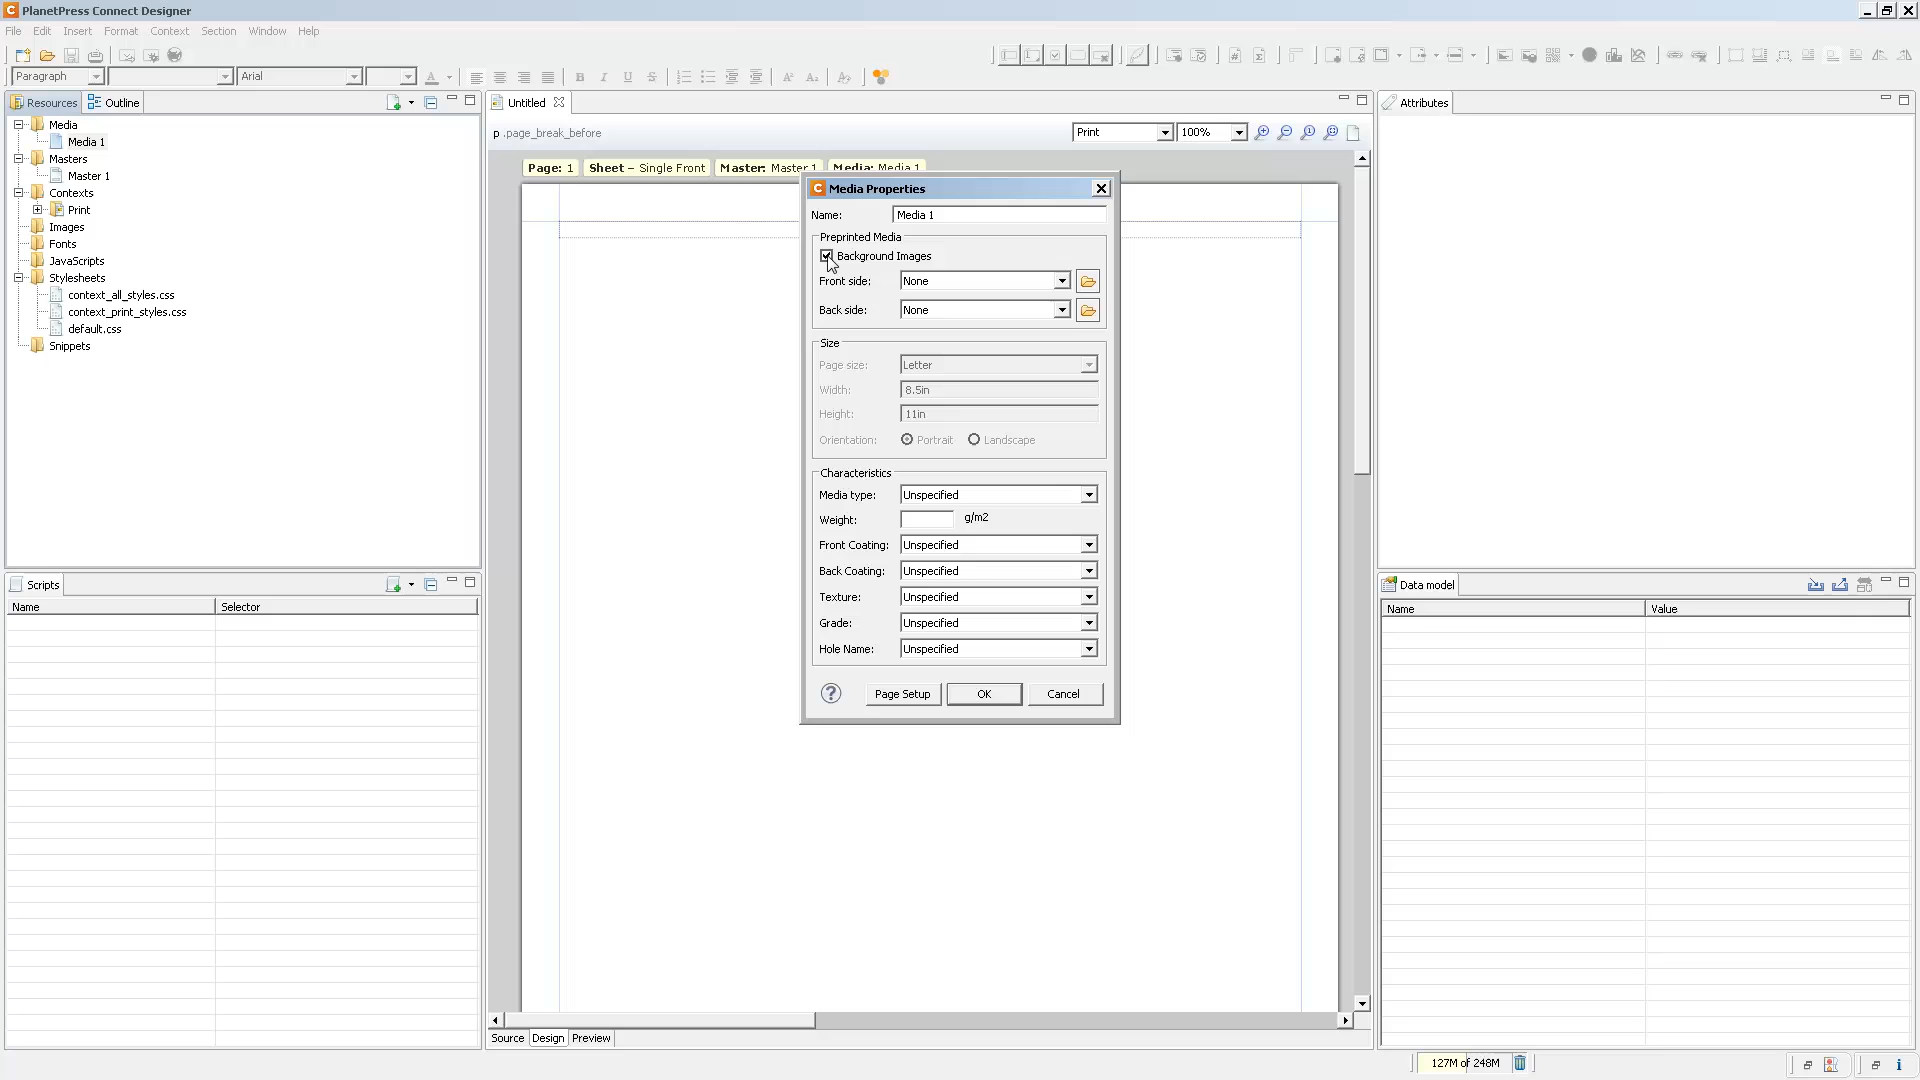 PlanetPress Connect Designer
File Edit Insert Format Context Section Window Help
Paragraph Arial
Resources Outline
Media
Media 1
Masters
Master 1
Contexts
Print
Images
Fonts
JavaScripts
Stylesheets
context_all_styles.css
context_print_styles.css
default.css
Snippets
Scripts
Name Selector
Untitled
p .page_break_before
Print 100%
Page: 1 Sheet – Single Front Master: Master 1 Media: Media 1
Media Properties
Name: Media 1
Preprinted Media
Background Images
Front side: None
Back side: None
Size
Page size: Letter
Width: 8.5in
Height: 11in
Orientation: Portrait Landscape
Characteristics
Media type: Unspecified
Weight: g/m2
Front Coating: Unspecified
Back Coating: Unspecified
Texture: Unspecified
Grade: Unspecified
Hole Name: Unspecified
Page Setup OK Cancel
Source Design Preview
Attributes
Data model
Name Value
127M of 248M